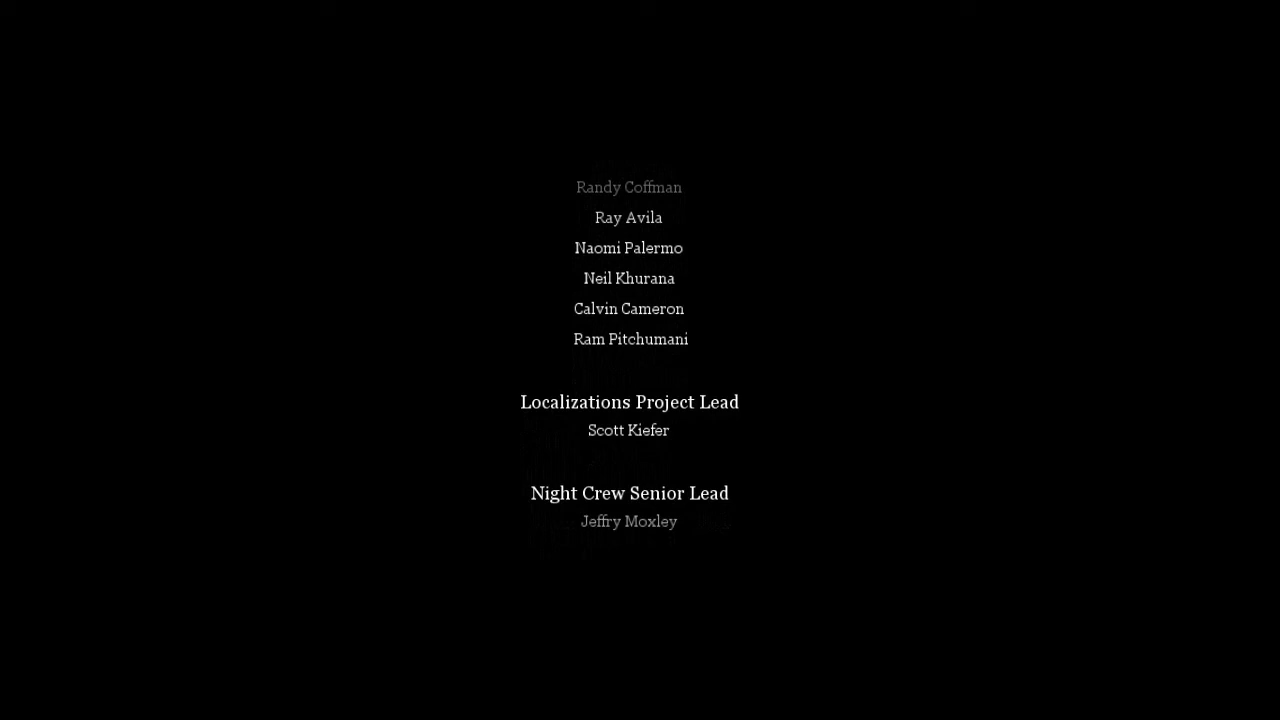 Randy Coffman
Ray Avila
Naomi Palermo
Neil Khurana
Calvin Cameron
Ram Pitchumani
Localizations Project Lead
Scott Kiefer
Night Crew Senior Lead
Jeffry Moxley